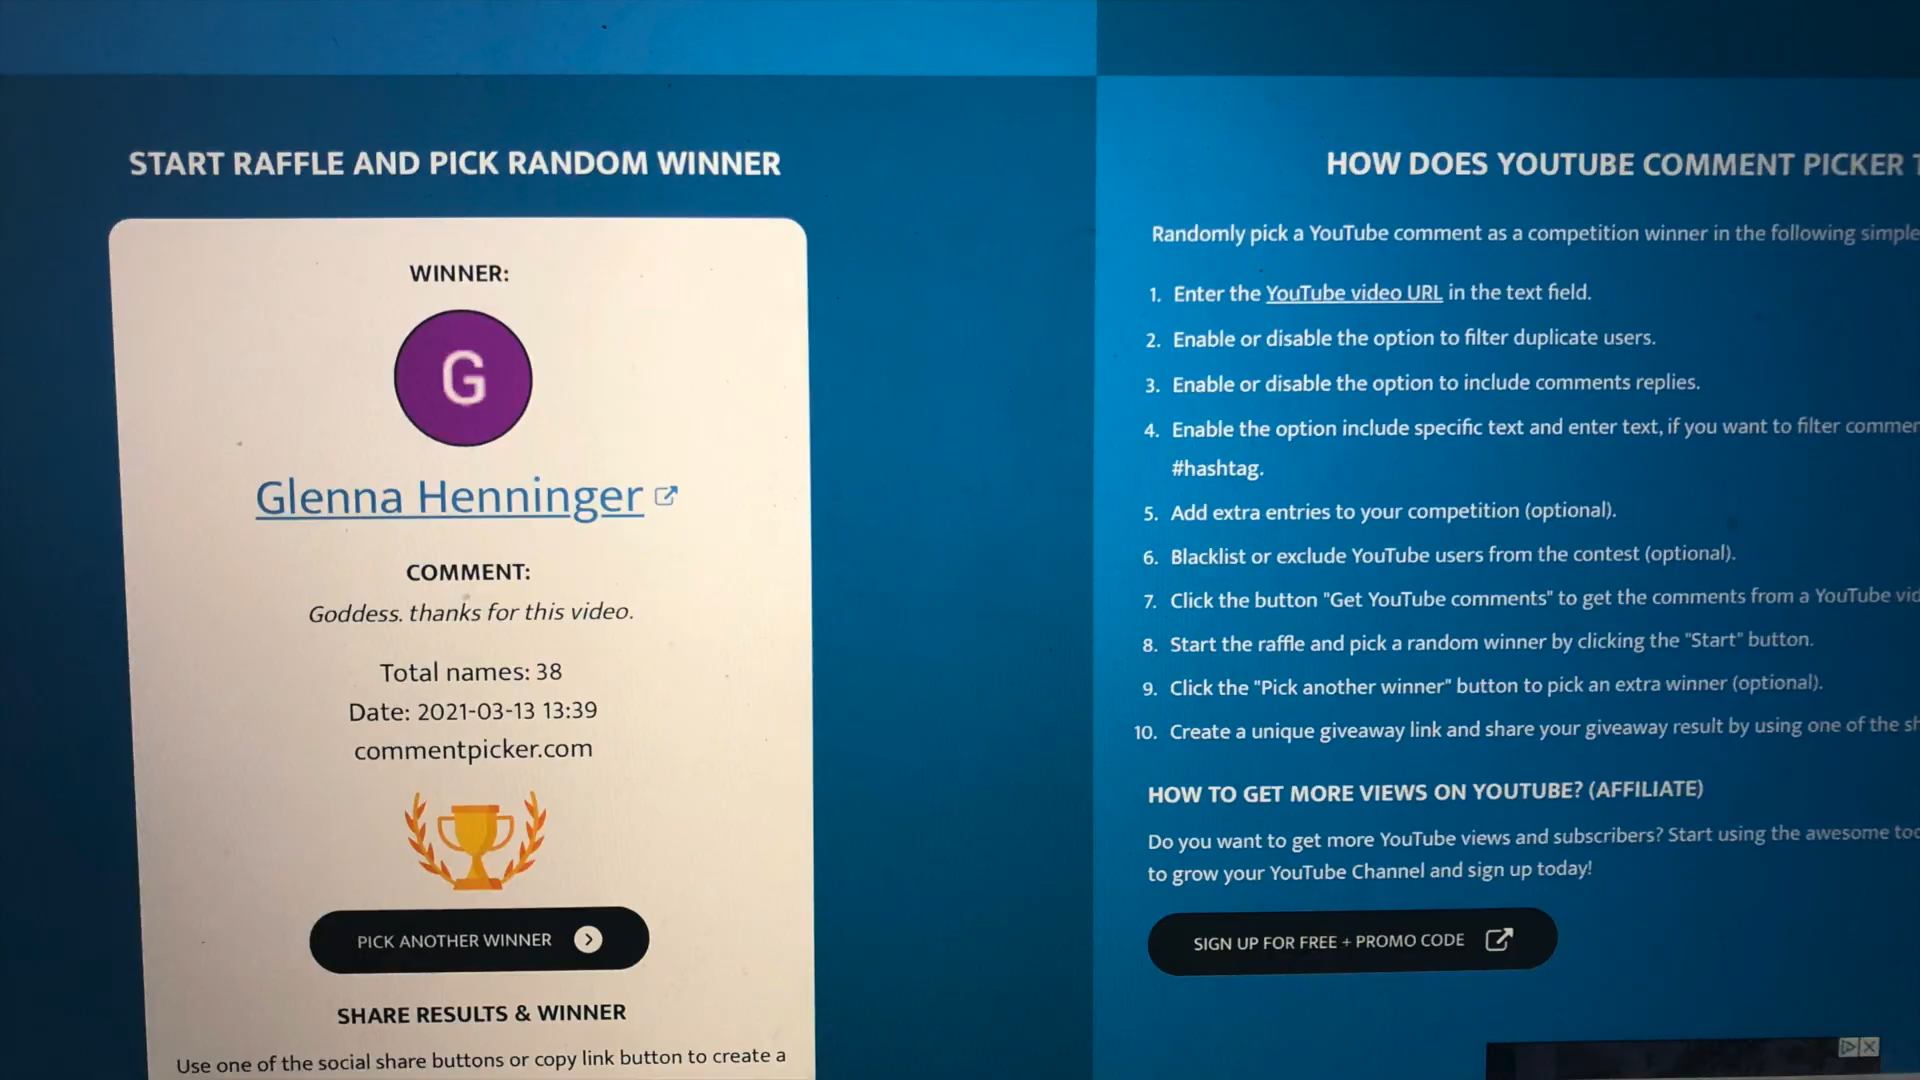 START RAFFLE AND PICK RANDOM WINNER
WINNER:
G
Glenna Henninger
COMMENT:
Goddess. thanks for this video.
Total names: 38
Date: 2021-03-13 13:39
commentpicker.com
PICK ANOTHER WINNER
SHARE RESULTS & WINNER
Use one of the social share buttons or copy link button to create a
HOW DOES YOUTUBE COMMENT PICKER
Randomly pick a YouTube comment as a competition winner in the following simple
1. Enter the YouTube video URL in the text field.
2. Enable or disable the option to filter duplicate users.
3. Enable or disable the option to include comments replies.
4. Enable the option include specific text and enter text, if you want to filter commen
#hashtag.
5. Add extra entries to your competition (optional).
6. Blacklist or exclude YouTube users from the contest (optional).
7. Click the button "Get YouTube comments" to get the comments from a YouTube vid
8. Start the raffle and pick a random winner by clicking the "Start" button.
9. Click the "Pick another winner" button to pick an extra winner (optional).
10. Create a unique giveaway link and share your giveaway result by using one of the sh
HOW TO GET MORE VIEWS ON YOUTUBE? (AFFILIATE)
Do you want to get more YouTube views and subscribers? Start using the awesome too
to grow your YouTube Channel and sign up today!
SIGN UP FOR FREE + PROMO CODE